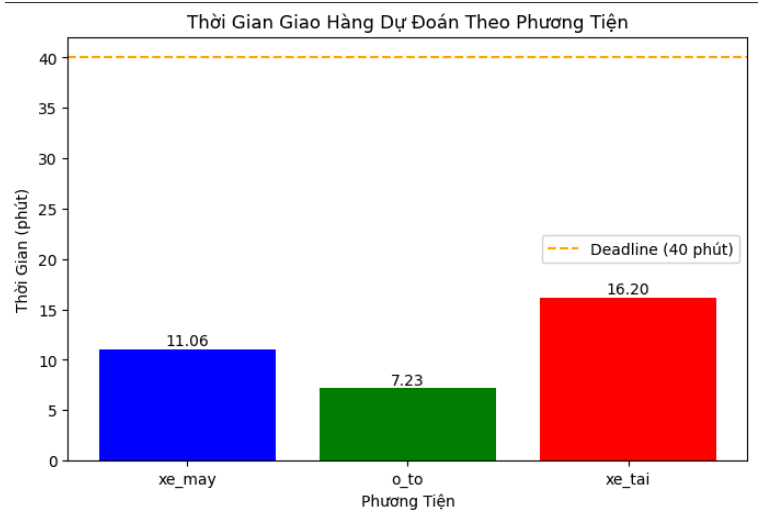 Thời Gian Giao Hàng Dự Đoán Theo Phương Tiện
Thời Gian (phút)
40
35
30
25
20
15
10
5
0
Deadline (40 phút)
11.06
7.23
16.20
xe_may
o_to
xe_tai
Phương Tiện